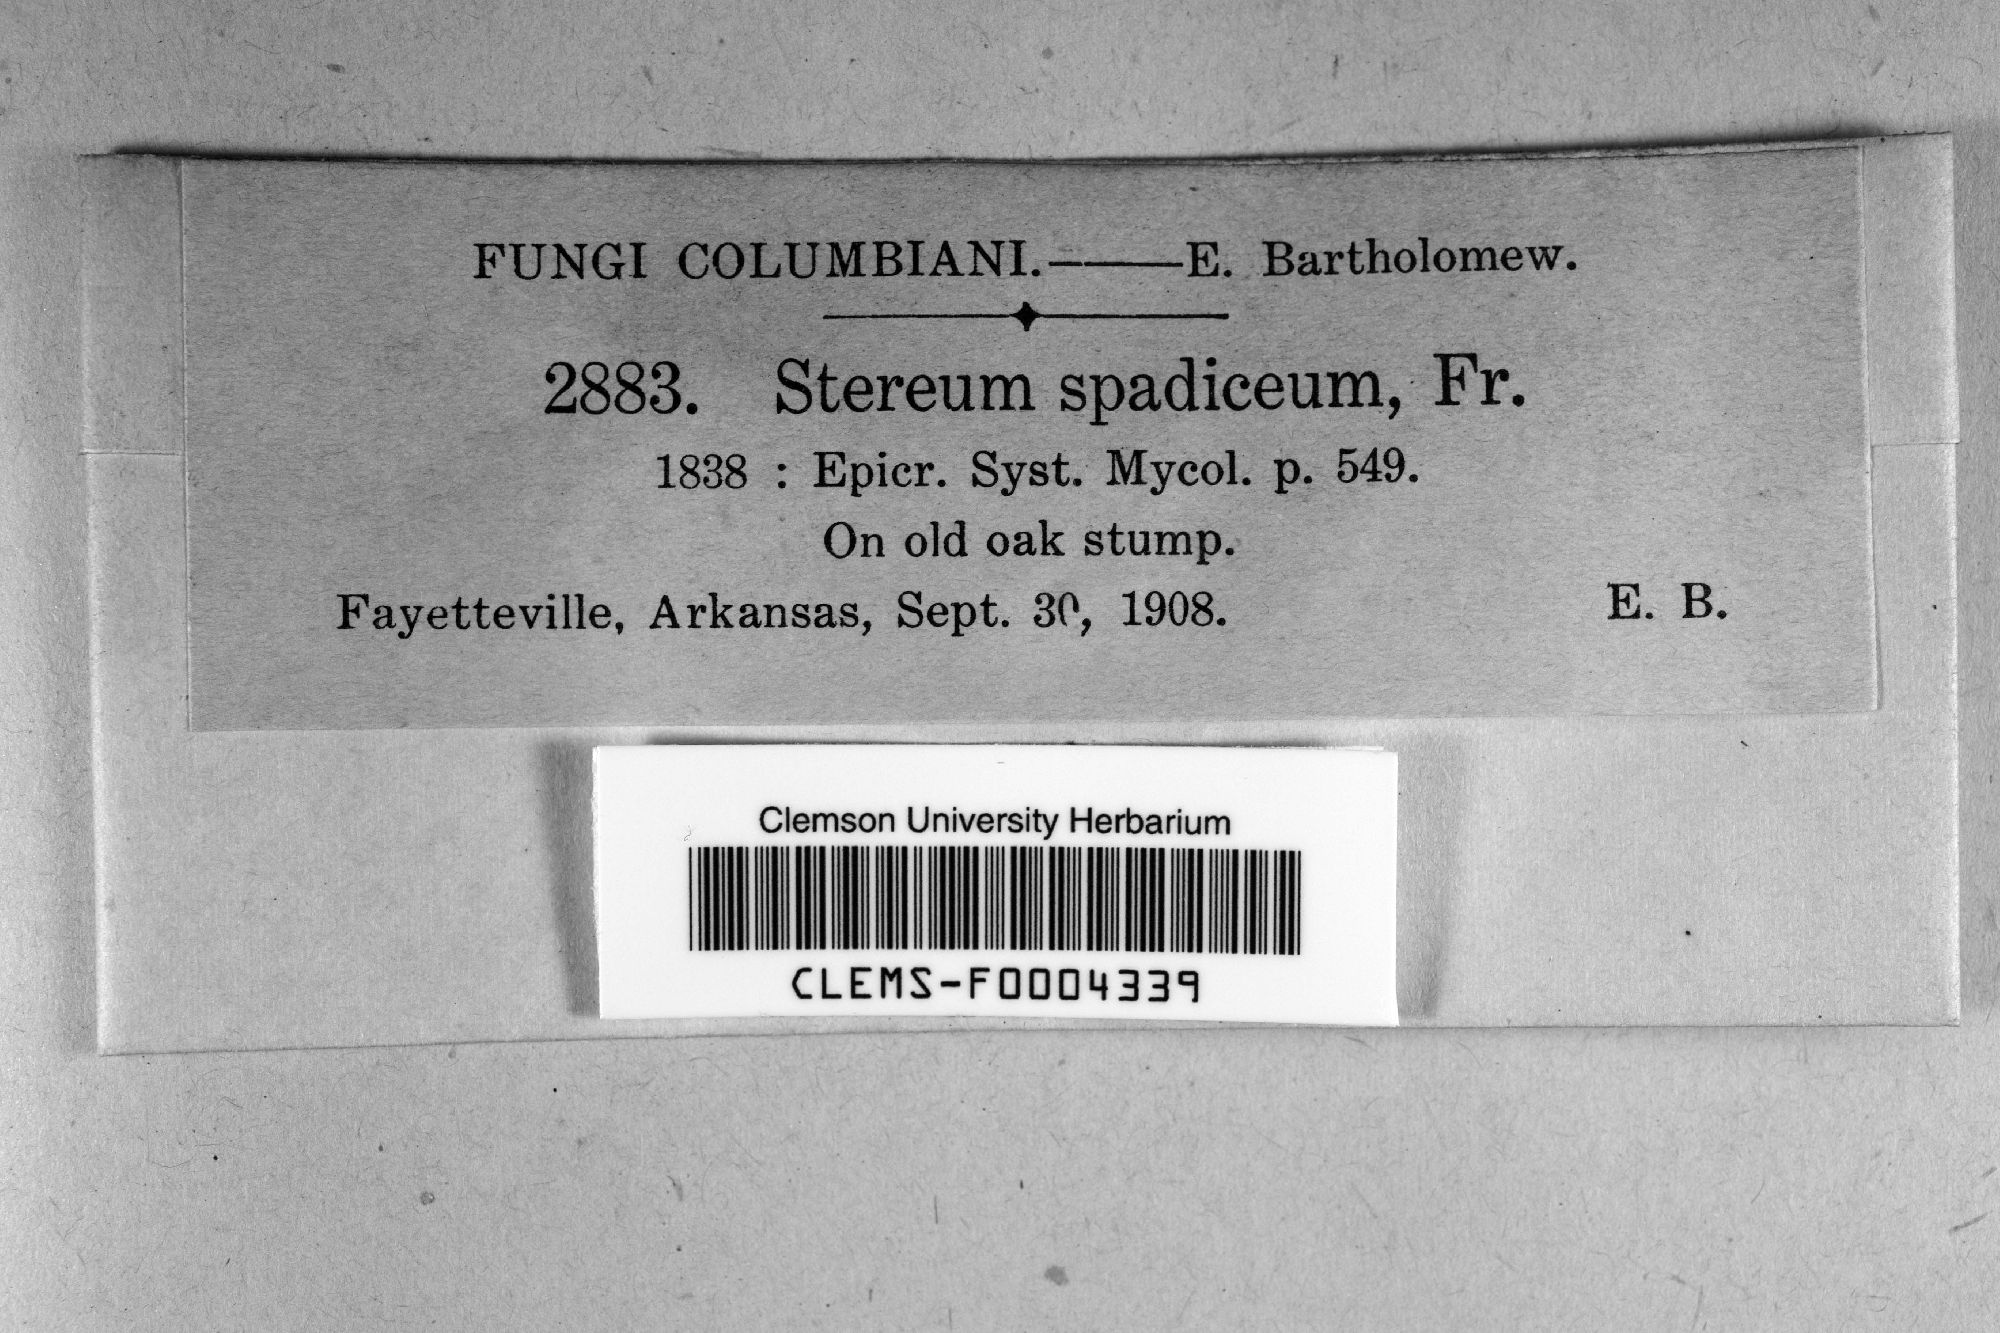 FUNGI COLUMBIANI.——E. Bartholomew.
2883. Stereum spadiceum, Fr.
1838 : Epicr. Syst. Mycol. p. 549.
On old oak stump.
Fayetteville, Arkansas, Sept. 30, 1908. E. B.
Clemson University Herbarium
CLEMS-F0004339